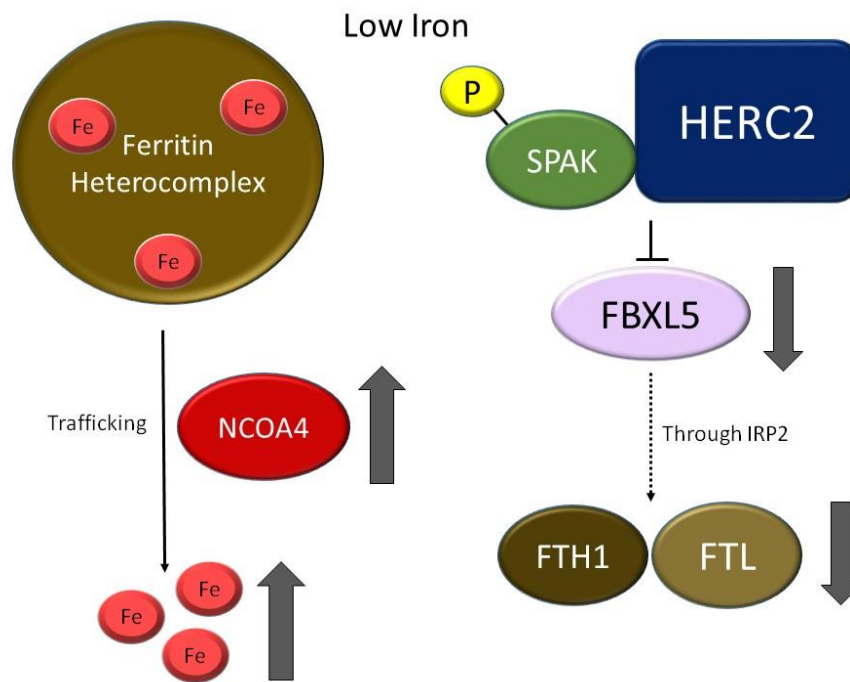 Low Iron
Fe
Fe
Ferritin
Heterocomplex
Fe
Trafficking
NCOA4
Fe
Fe
Fe
P
SPAK
HERC2
FBXL5
Through IRP2
FTH1
FTL